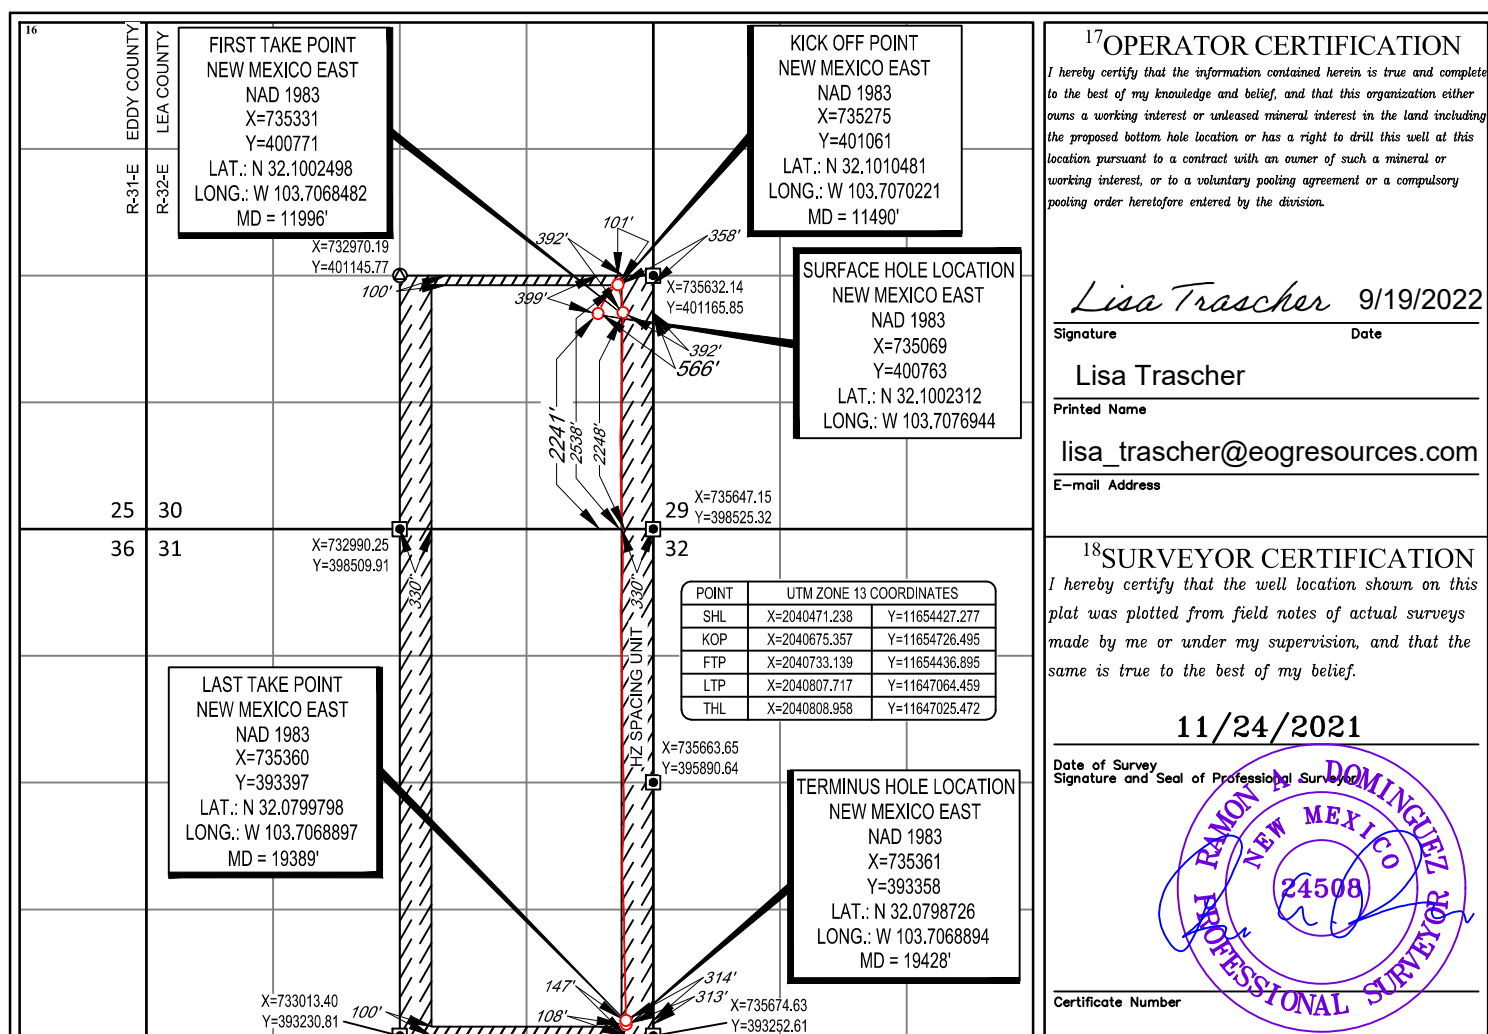 16
EDDY COUNTY
LEA COUNTY
R-31-E
R-32-E
FIRST TAKE POINT
NEW MEXICO EAST
NAD 1983
X=735331
Y=400771
LAT.: N 32.1002498
LONG.: W 103.7068482
MD = 11996'
KICK OFF POINT
NEW MEXICO EAST
NAD 1983
X=735275
Y=401061
LAT.: N 32.1010481
LONG.: W 103.7070221
MD = 11490'
X=732970.19
Y=401145.77
392'
101'
358'
100'
399'
X=735632.14
Y=401165.85
392'
566'
SURFACE HOLE LOCATION
NEW MEXICO EAST
NAD 1983
X=735069
Y=400763
LAT.: N 32.1002312
LONG.: W 103.7076944
2241'
2538'
2248'
25
30
29
X=735647.15
Y=398525.32
36
31
32
X=732990.25
Y=398509.91
330'
330'
HZ SPACING UNIT
POINT UTM ZONE 13 COORDINATES
SHL X=2040471.238 Y=11654427.277
KOP X=2040675.357 Y=11654726.495
FTP X=2040733.139 Y=11654436.895
LTP X=2040807.717 Y=11647064.459
THL X=2040808.958 Y=11647025.472
LAST TAKE POINT
NEW MEXICO EAST
NAD 1983
X=735360
Y=393397
LAT.: N 32.0799798
LONG.: W 103.7068897
MD = 19389'
X=735663.65
Y=395890.64
TERMINUS HOLE LOCATION
NEW MEXICO EAST
NAD 1983
X=735361
Y=393358
LAT.: N 32.0798726
LONG.: W 103.7068894
MD = 19428'
X=733013.40
Y=393230.81
100'
147'
108'
314'
313'
X=735674.63
Y=393252.61
17 OPERATOR CERTIFICATION
I hereby certify that the information contained herein is true and complete
to the best of my knowledge and belief, and that this organization either
owns a working interest or unleased mineral interest in the land including
the proposed bottom hole location or has a right to drill this well at this
location pursuant to a contract with an owner of such a mineral or
working interest, or to a voluntary pooling agreement or a compulsory
pooling order heretofore entered by the division.
Lisa Trascher 9/19/2022
Signature Date
Lisa Trascher
Printed Name
lisa_trascher@eogresources.com
E-mail Address
18 SURVEYOR CERTIFICATION
I hereby certify that the well location shown on this
plat was plotted from field notes of actual surveys
made by me or under my supervision, and that the
same is true to the best of my belief.
11/24/2021
Date of Survey
Signature and Seal of Professional Surveyor:
RAMON A. DOMINGUEZ
NEW MEXICO
24508
PROFESSIONAL SURVEYOR
Certificate Number